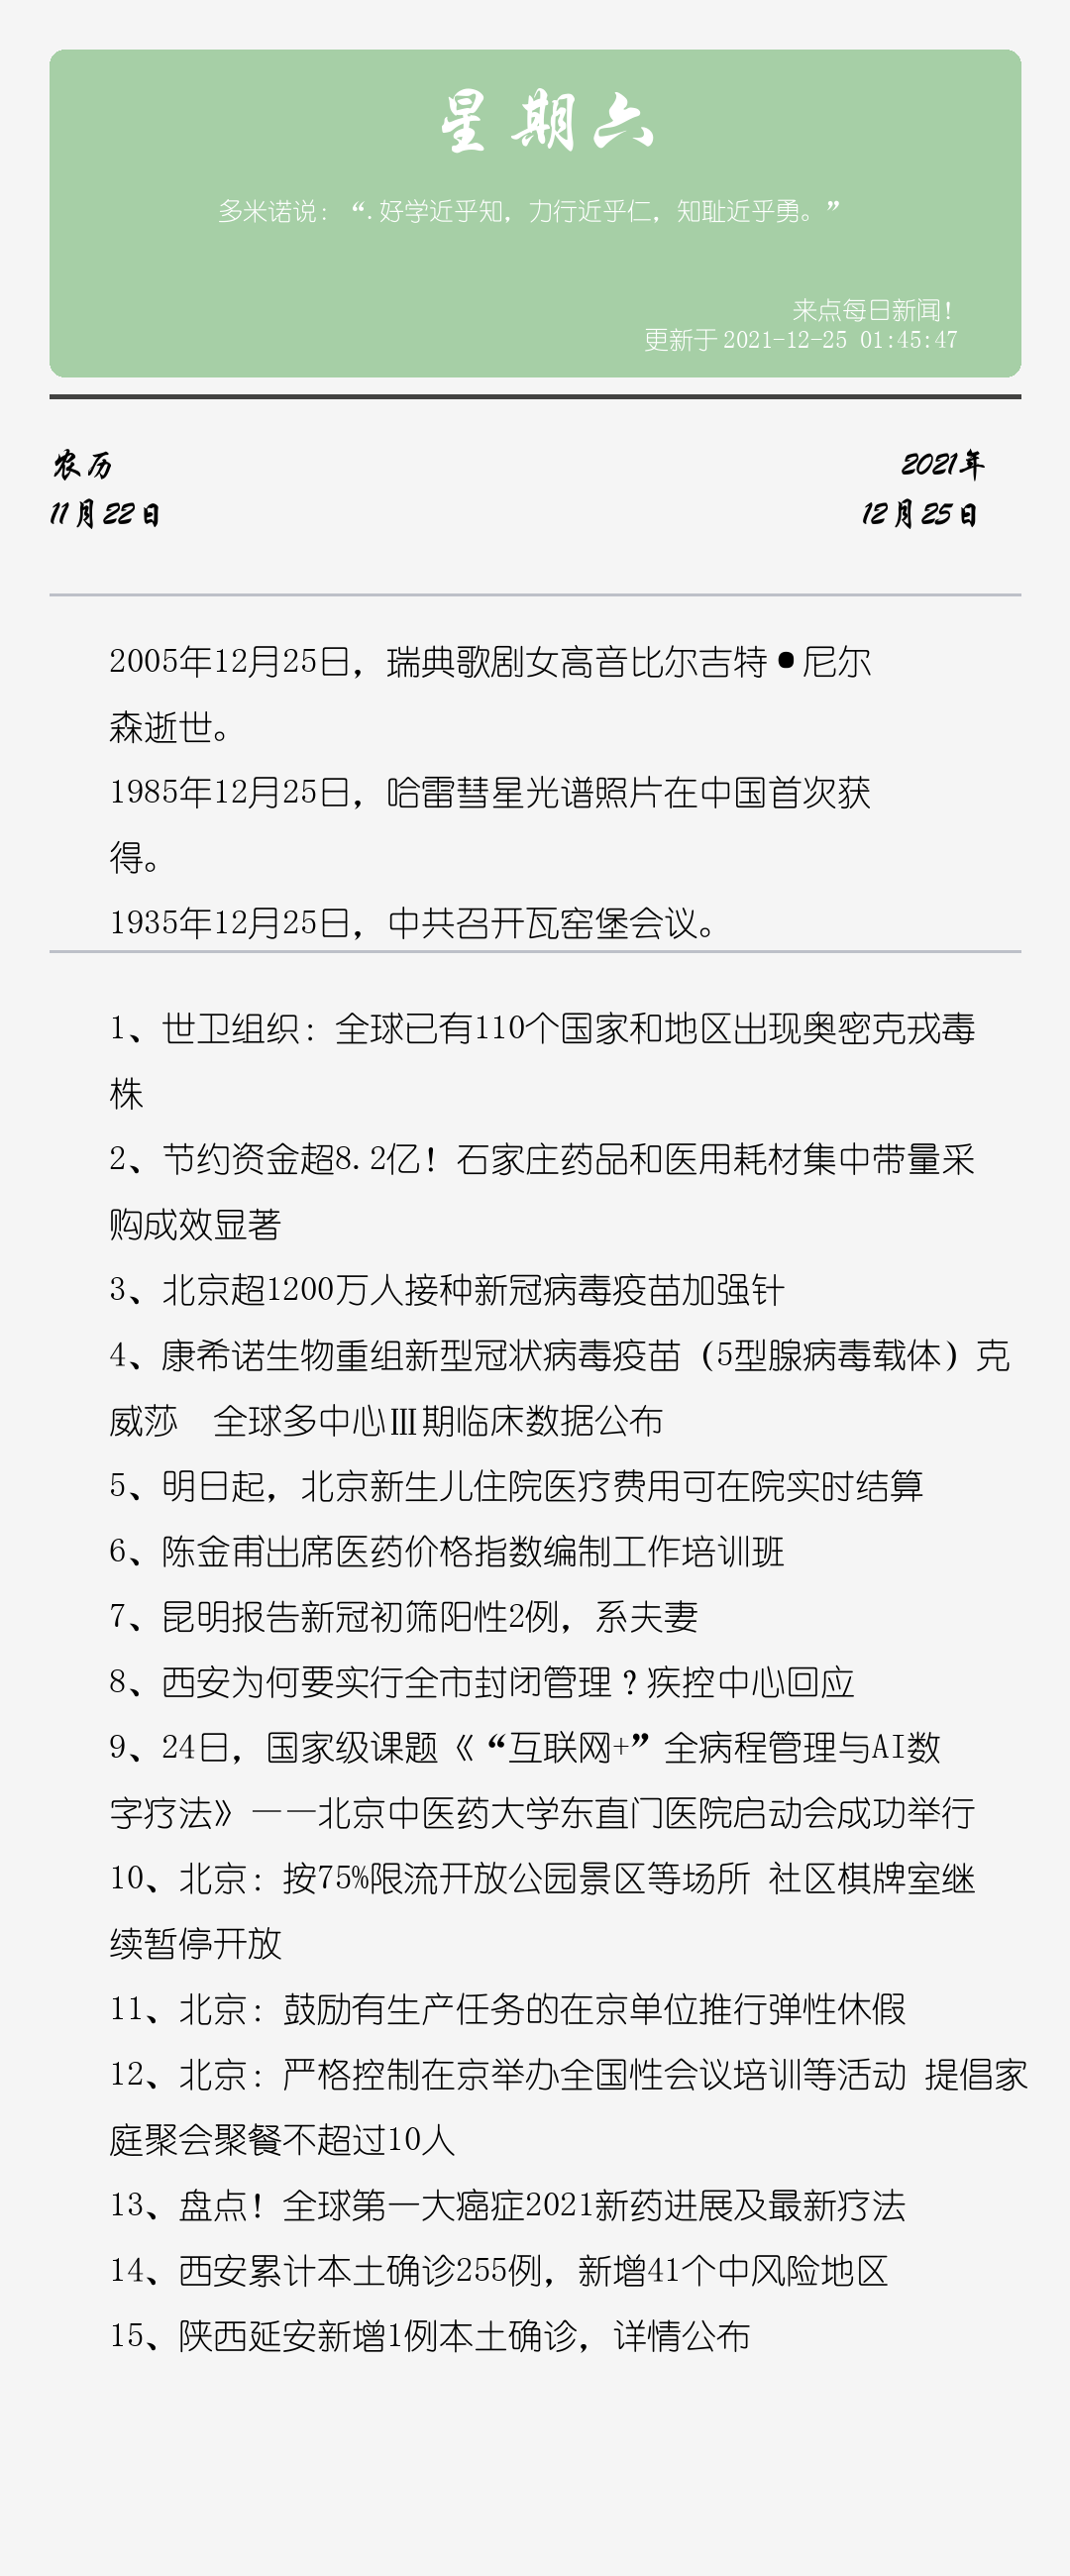 星期六
多米诺说：“.好学近乎知，力行近乎仁，知耻近乎勇。”
来点每日新闻！
更新于 2021-12-25 01:45:47
农历
2021年
11月22日
12月25日
2005年12月25日，瑞典歌剧女高音比尔吉特•尼尔
森逝世。
1985年12月25日，哈雷彗星光谱照片在中国首次获
得。
1935年12月25日，中共召开瓦窑堡会议。
1、世卫组织：全球已有110个国家和地区出现奥密克戎毒
株
2、节约资金超8.2亿！石家庄药品和医用耗材集中带量采
购成效显著
3、北京超1200万人接种新冠病毒疫苗加强针
4、康希诺生物重组新型冠状病毒疫苗（5型腺病毒载体）克
威莎　全球多中心Ⅲ期临床数据公布
5、明日起，北京新生儿住院医疗费用可在院实时结算
6、陈金甫出席医药价格指数编制工作培训班
7、昆明报告新冠初筛阳性2例，系夫妻
8、西安为何要实行全市封闭管理？疾控中心回应
9、24日，国家级课题《“互联网+”全病程管理与AI数
字疗法》——北京中医药大学东直门医院启动会成功举行
10、北京：按75%限流开放公园景区等场所 社区棋牌室继
续暂停开放
11、北京：鼓励有生产任务的在京单位推行弹性休假
12、北京：严格控制在京举办全国性会议培训等活动 提倡家
庭聚会聚餐不超过10人
13、盘点！全球第一大癌症2021新药进展及最新疗法
14、西安累计本土确诊255例，新增41个中风险地区
15、陕西延安新增1例本土确诊，详情公布